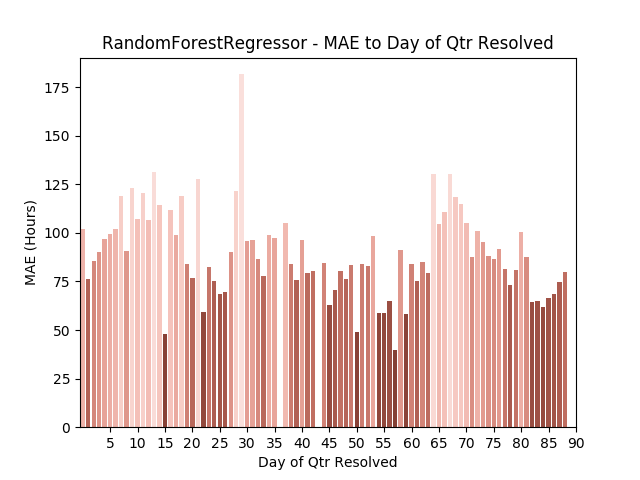 RandomForestRegressor - MAE to Day of Qtr Resolved
175
150
125
100
75
50
25
0
MAE (Hours)
5 10 15 20 25 30 35 40 45 50 55 60 65 70 75 80 85 90
Day of Qtr Resolved